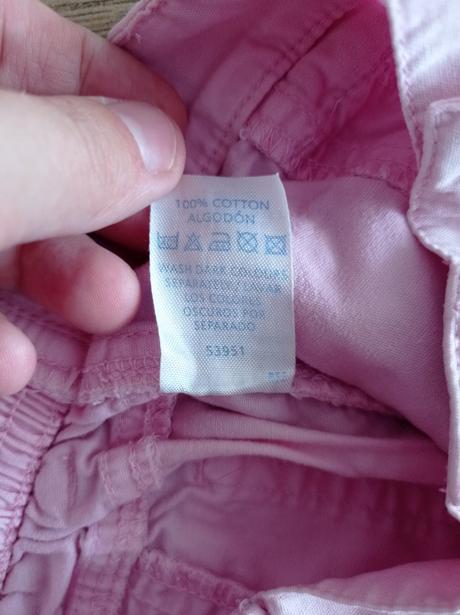 100% COTTON
ALGODÓN
WASH DARK COLOURS
SEPARATELY / LAVAR
LOS COLORES
OSCUROS POR
SEPARADO
53951